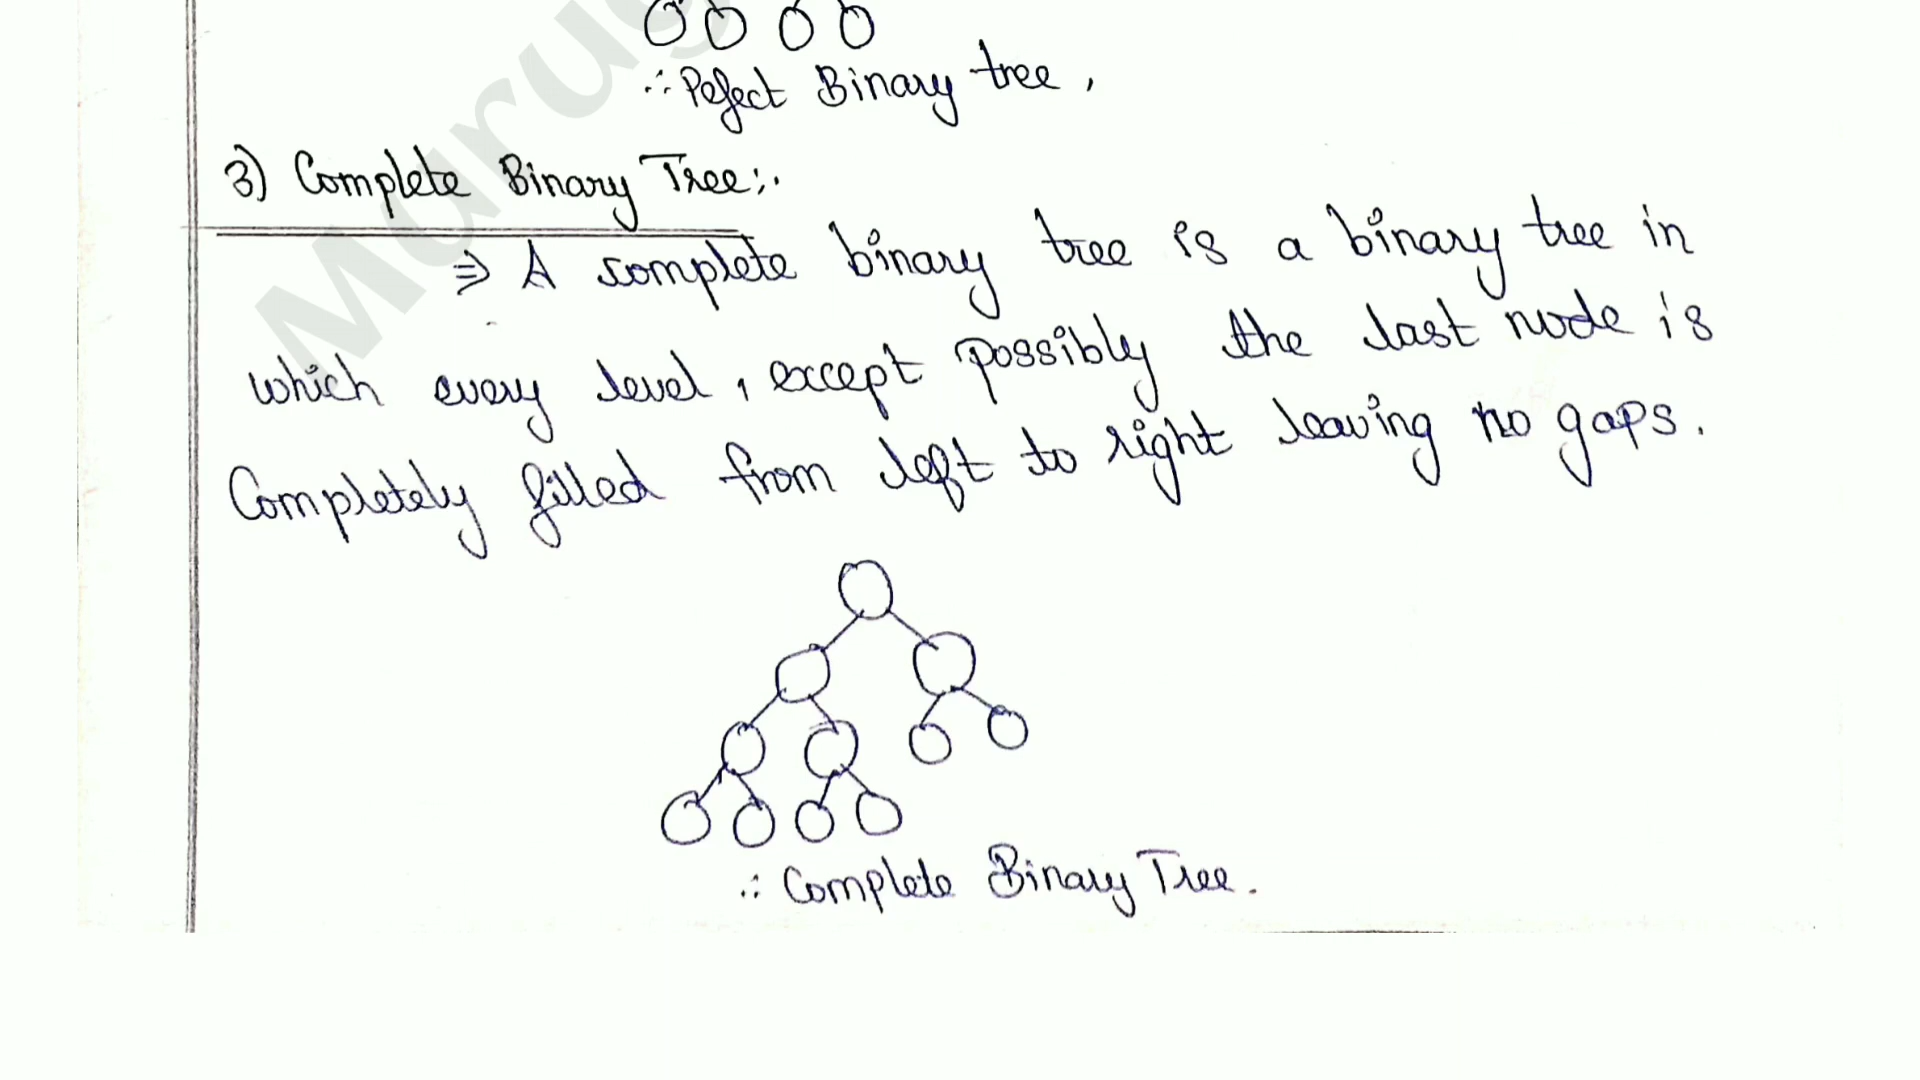 ∴ Pefect Binary tree,
3) Complete Binary Tree:.
⇒ A complete binary tree is a binary tree in
which every level, except possibly the last node is
Completely filled from left to right leaving no gaps.
∴ Complete Binary Tree.